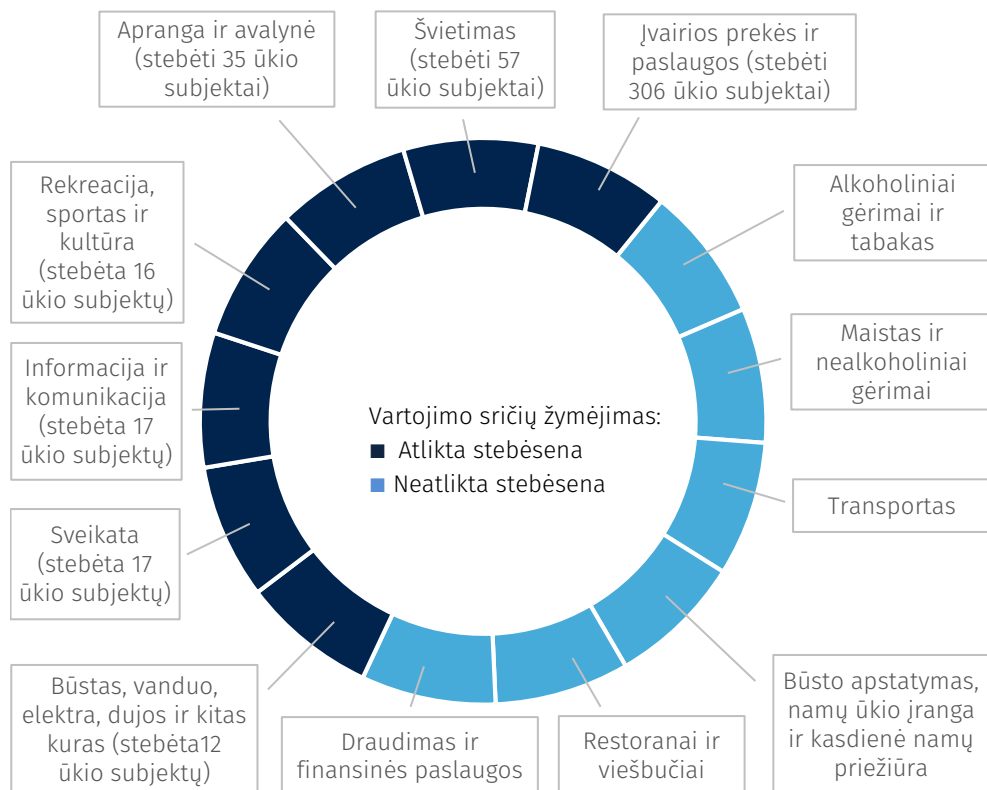 Apranga ir avalynė
(stebėti 35 ūkio
subjektai)
Švietimas
(stebėti 57
ūkio subjektai)
Įvairios prekės ir
paslaugos (stebėti
306 ūkio subjektai)
Rekreacija,
sportas ir
kultūra
(stebėta 16
ūkio subjektų)
Alkoholiniai
gėrimai ir
tabakas
Informacija ir
komunikacija
(stebėta 17
ūkio subjektų)
Maistas ir
nealkoholiniai
gėrimai
Vartojimo sričių žymėjimas:
Atlikta stebėsena
Neatlikta stebėsena
Sveikata
(stebėta 17
ūkio subjektų)
Transportas
Būstas, vanduo,
elektra, dujos ir kitas
kuras (stebėta12
ūkio subjektų)
Draudimas ir
finansinės paslaugos
Restoranai ir
viešbučiai
Būsto apstatymas,
namų ūkio įranga
ir kasdienė namų
priežiūra